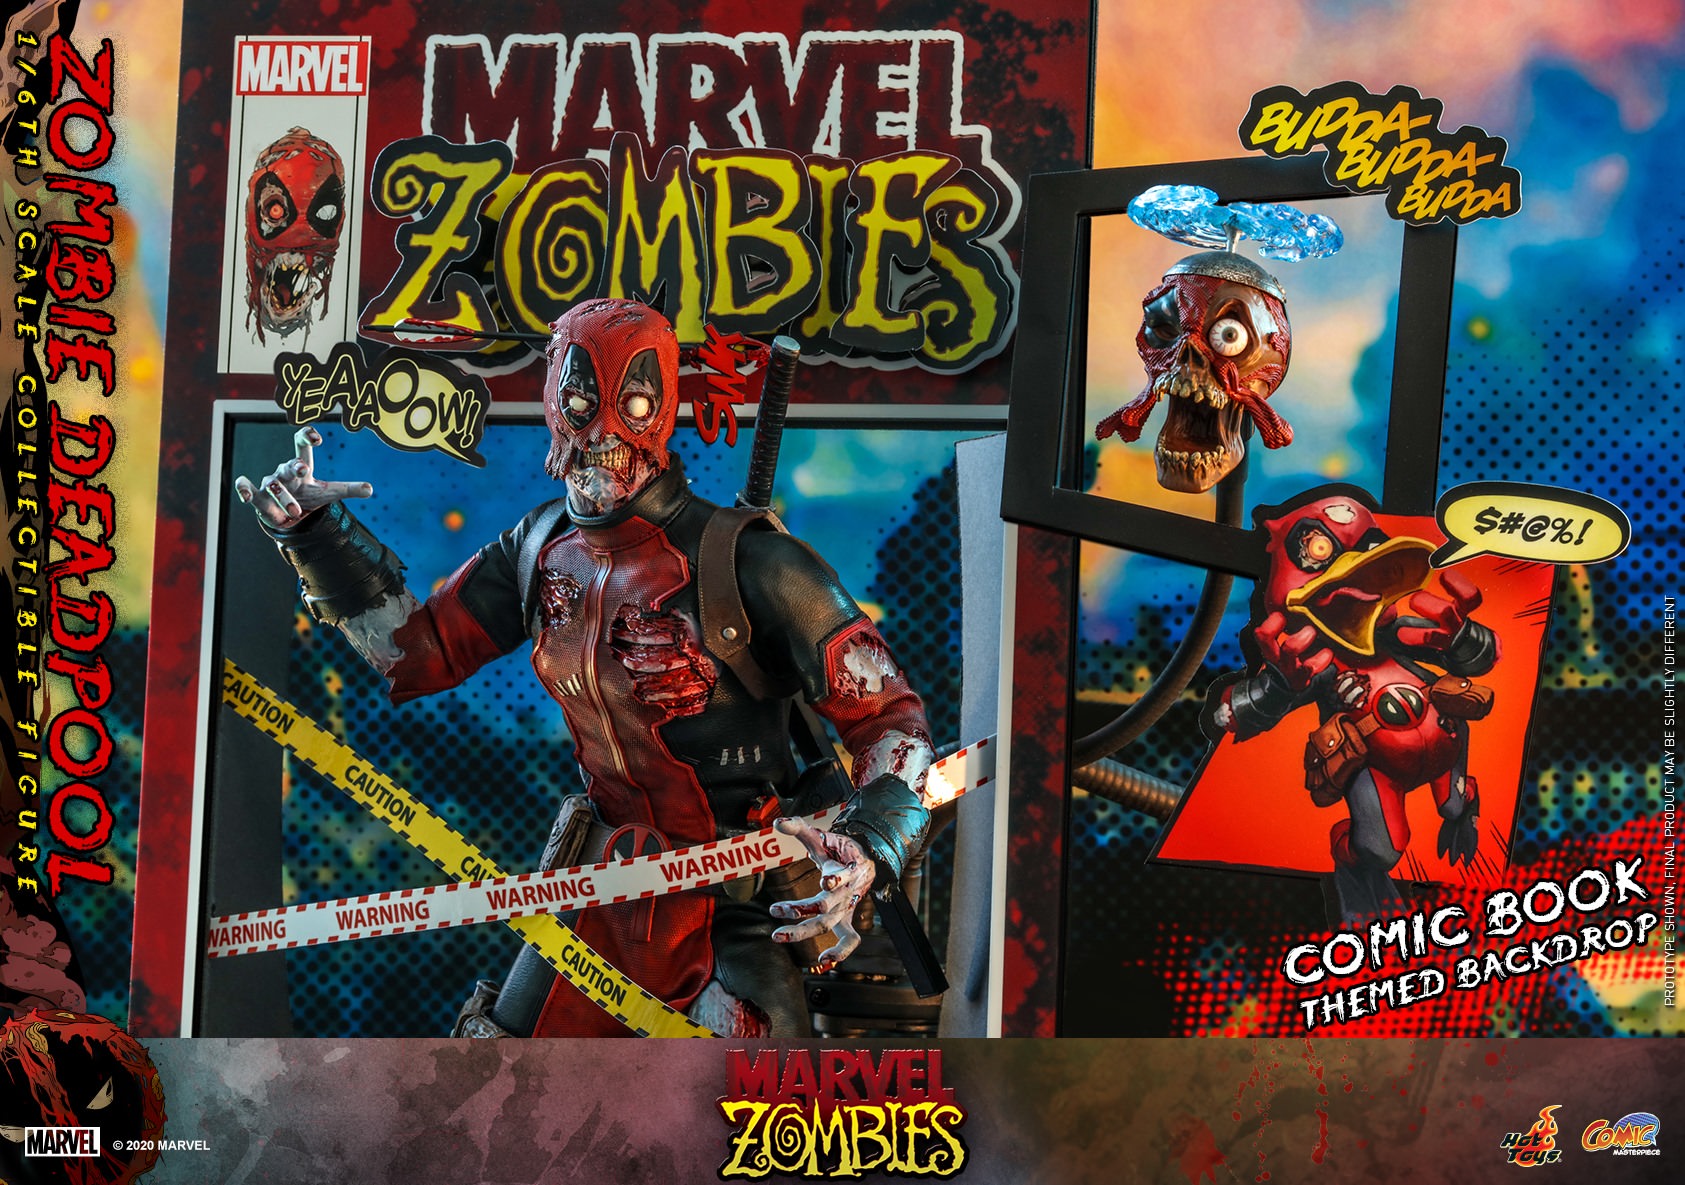 ZOMBIE DEADPOOL
1/6TH SCALE COLLECTIBLE FIGURE
MARVEL
MARVEL
ZOMBIES
YEAAOOW!
SWK
BUDDA-
BUDDA-
BUDDA
$#@%!
CAUTION
CAUTION
CAU
CAUTION
WARNING
WARNING
WARNING
WARNING
COMIC BOOK
THEMED BACKDROP
PROTOTYPE SHOWN, FINAL PRODUCT MAY BE SLIGHTLY DIFFERENT
MARVEL
© 2020 MARVEL
MARVEL
ZOMBIES
HOT
TOYS
COMIC
MASTERPIECE